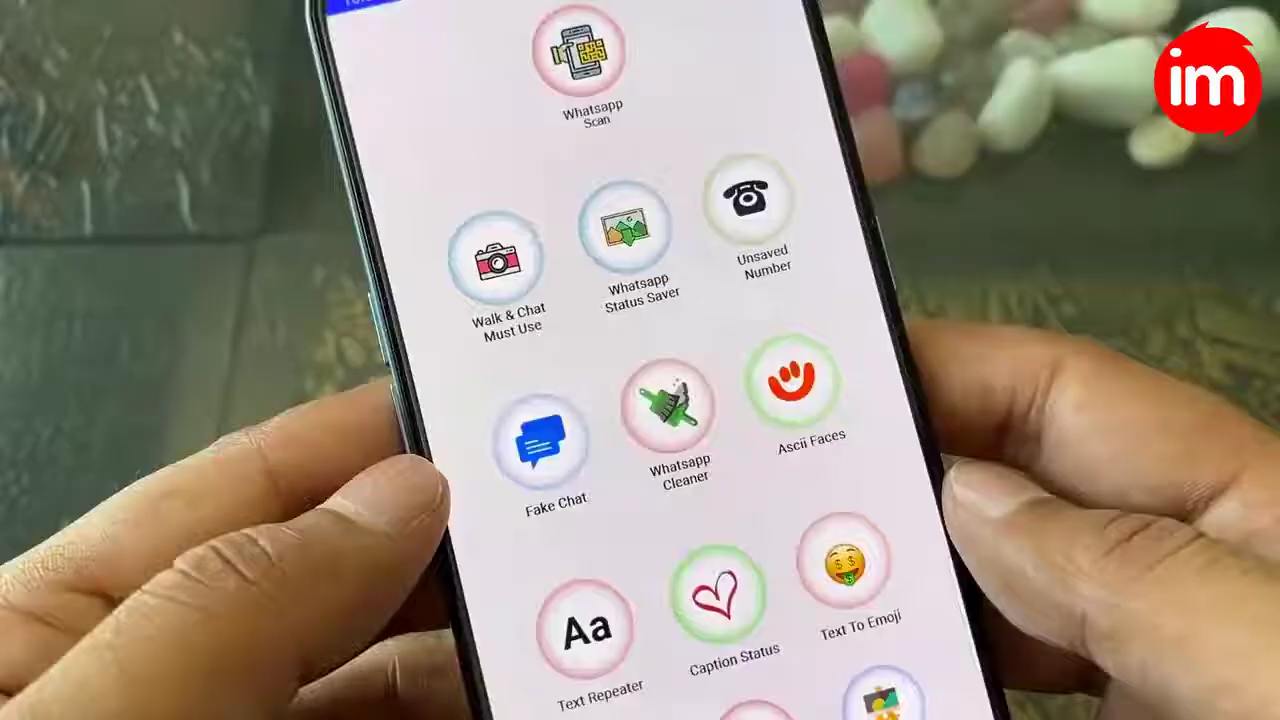 im
Whatsapp
Scan
Walk & Chat
Must Use
Whatsapp
Status Saver
Unsaved
Number
Fake Chat
Whatsapp
Cleaner
Ascii Faces
Aa
Text Repeater
Caption Status
Text To Emoji